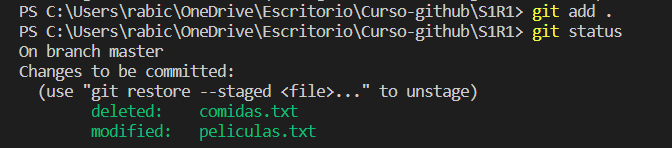 PS C:\Users\rabic\OneDrive\Escritorio\Curso-github\S1R1> git add .
PS C:\Users\rabic\OneDrive\Escritorio\Curso-github\S1R1> git status
On branch master
Changes to be committed:
  (use "git restore --staged <file>..." to unstage)
        deleted:    comidas.txt
        modified:   peliculas.txt